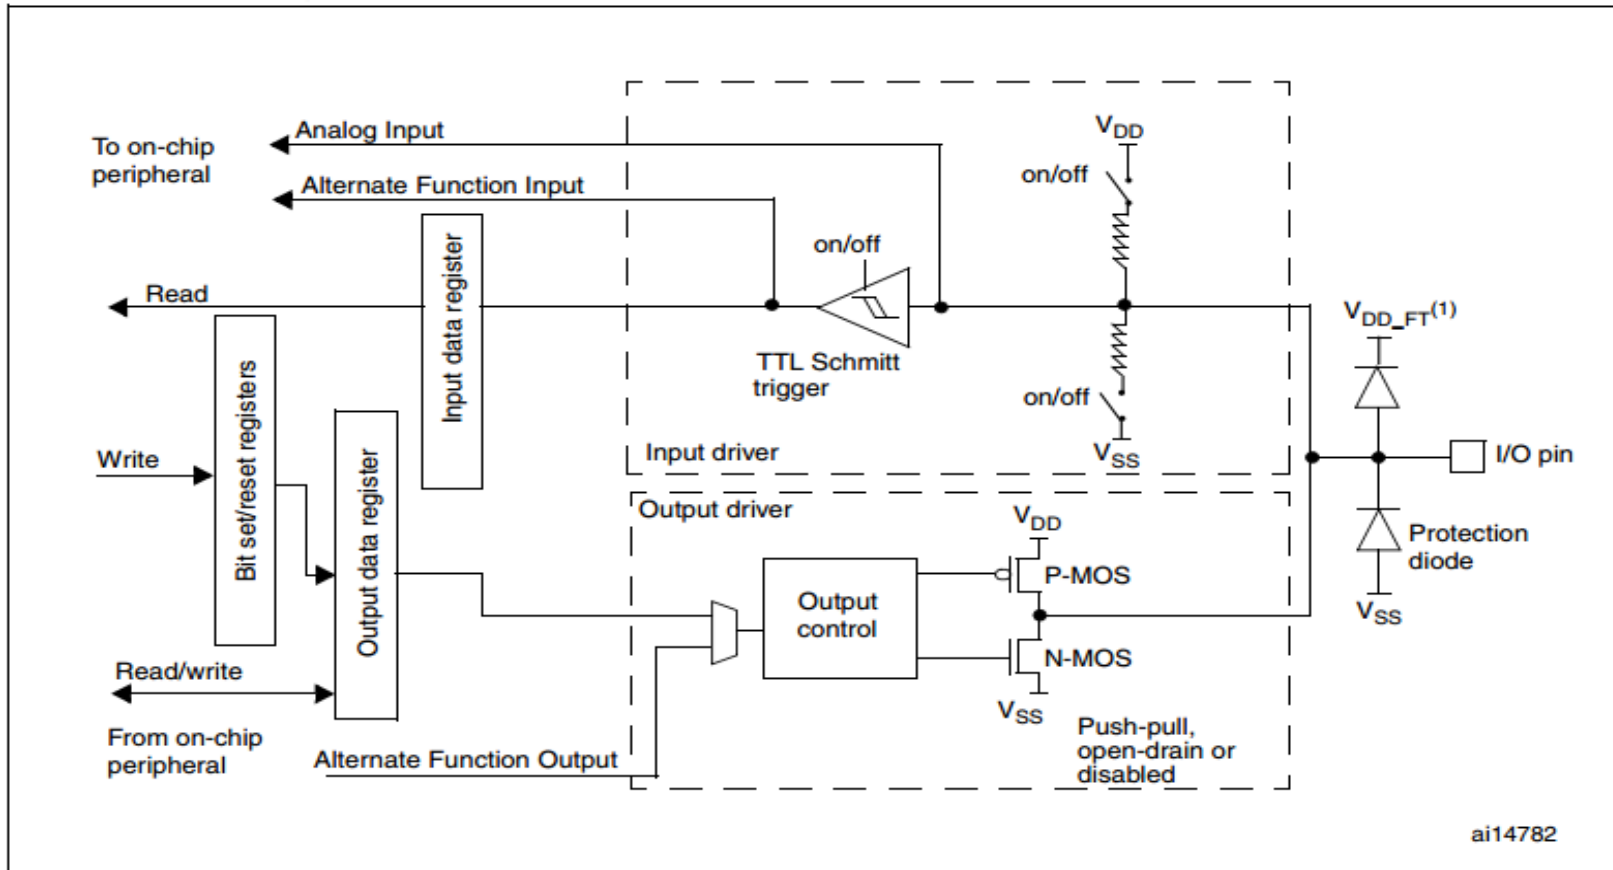 To on-chip
peripheral
Analog Input
Alternate Function Input
Read
Input data register
Bit set/reset registers
Write
Output data register
Read/write
From on-chip
peripheral
Alternate Function Output
on/off
TTL Schmitt
trigger
VDD
on/off
on/off
VSS
Input driver
Output driver
Output
control
VDD
P-MOS
N-MOS
VSS
Push-pull,
open-drain or
disabled
VDD_FT(1)
I/O pin
Protection
diode
VSS
ai14782